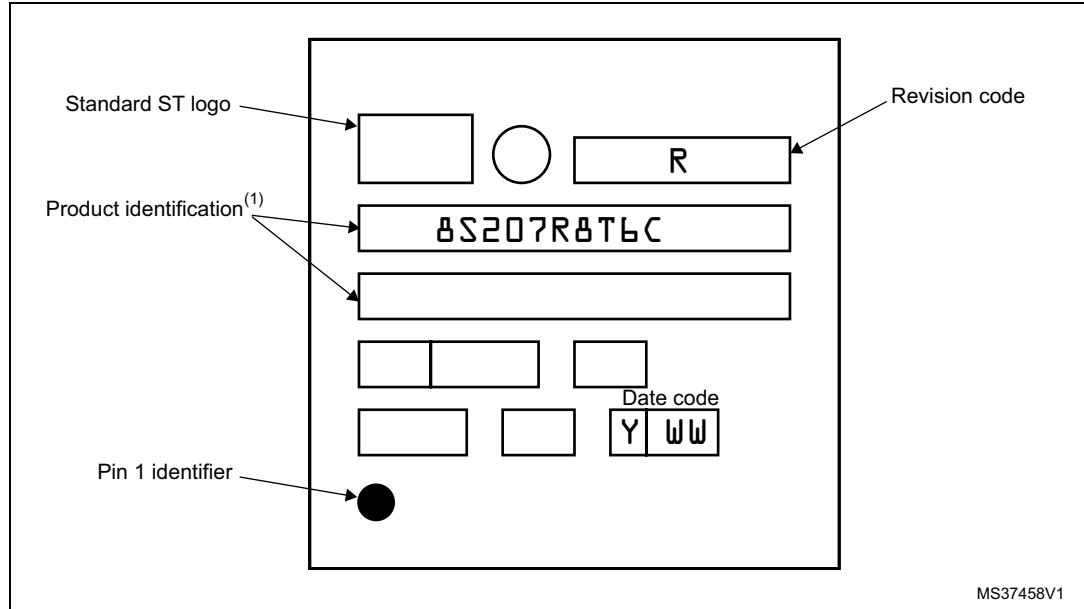 Standard ST logo
Revision code
R
Product identification(1)
8S207R8T6C
Date code
Y WW
Pin 1 identifier
MS37458V1